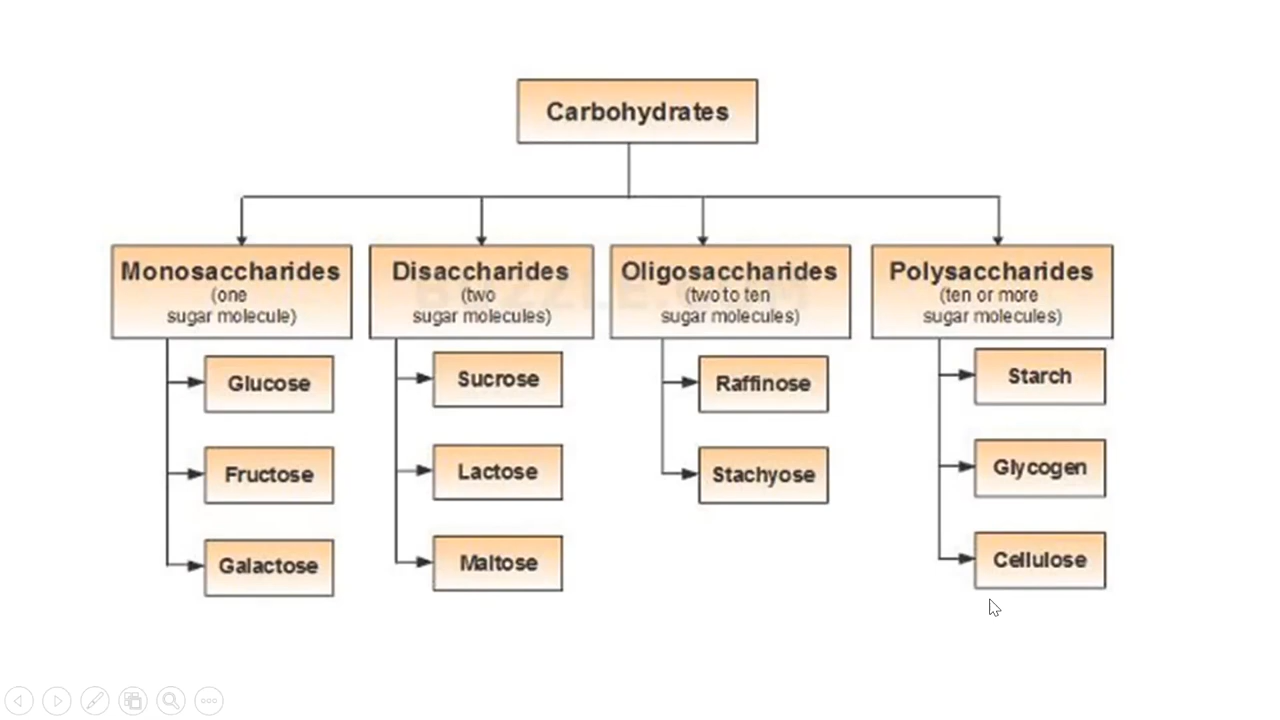 Carbohydrates
Monosaccharides
(one
sugar molecule)
Glucose
Fructose
Galactose
Disaccharides
(two
sugar molecules)
Sucrose
Lactose
Maltose
Oligosaccharides
(two to ten
sugar molecules)
Raffinose
Stachyose
Polysaccharides
(ten or more
sugar molecules)
Starch
Glycogen
Cellulose